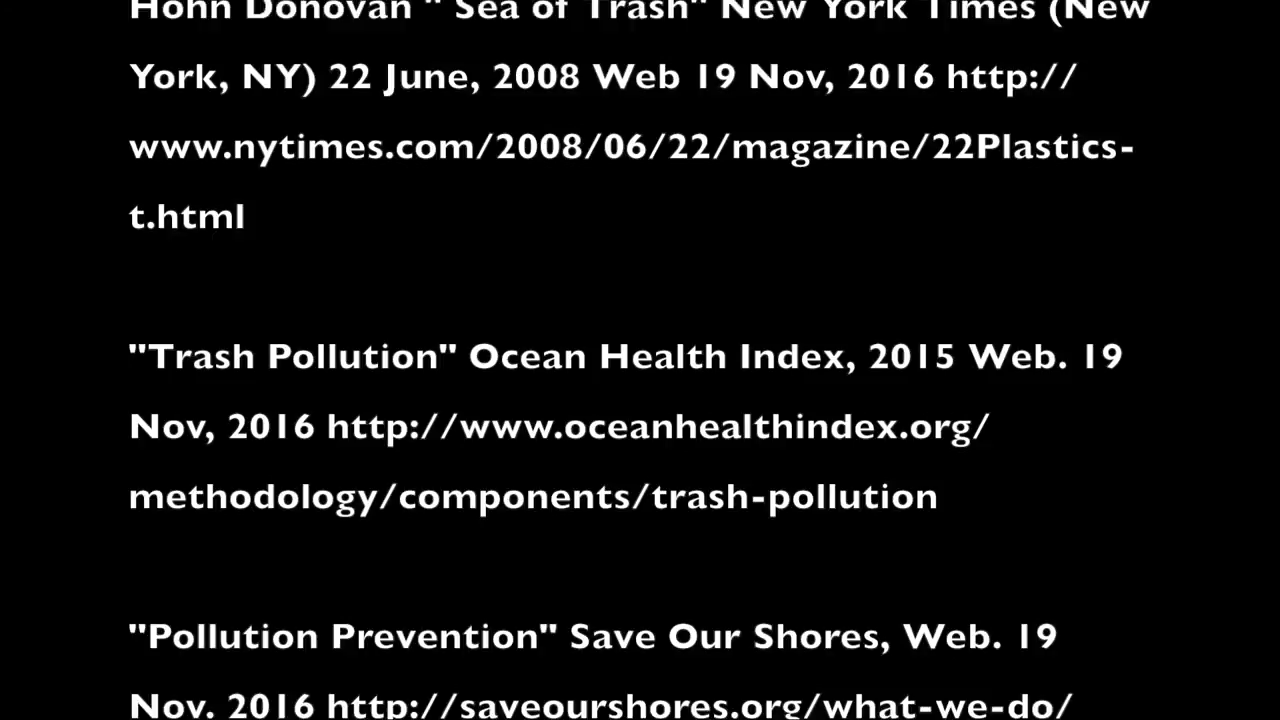 Hohn Donovan " Sea of Trash" New York Times (New
York, NY) 22 June, 2008 Web 19 Nov, 2016 http://
www.nytimes.com/2008/06/22/magazine/22Plastics-
t.html
"Trash Pollution" Ocean Health Index, 2015 Web. 19
Nov, 2016 http://www.oceanhealthindex.org/
methodology/components/trash-pollution
"Pollution Prevention" Save Our Shores, Web. 19
Nov. 2016 http://saveourshores.org/what-we-do/